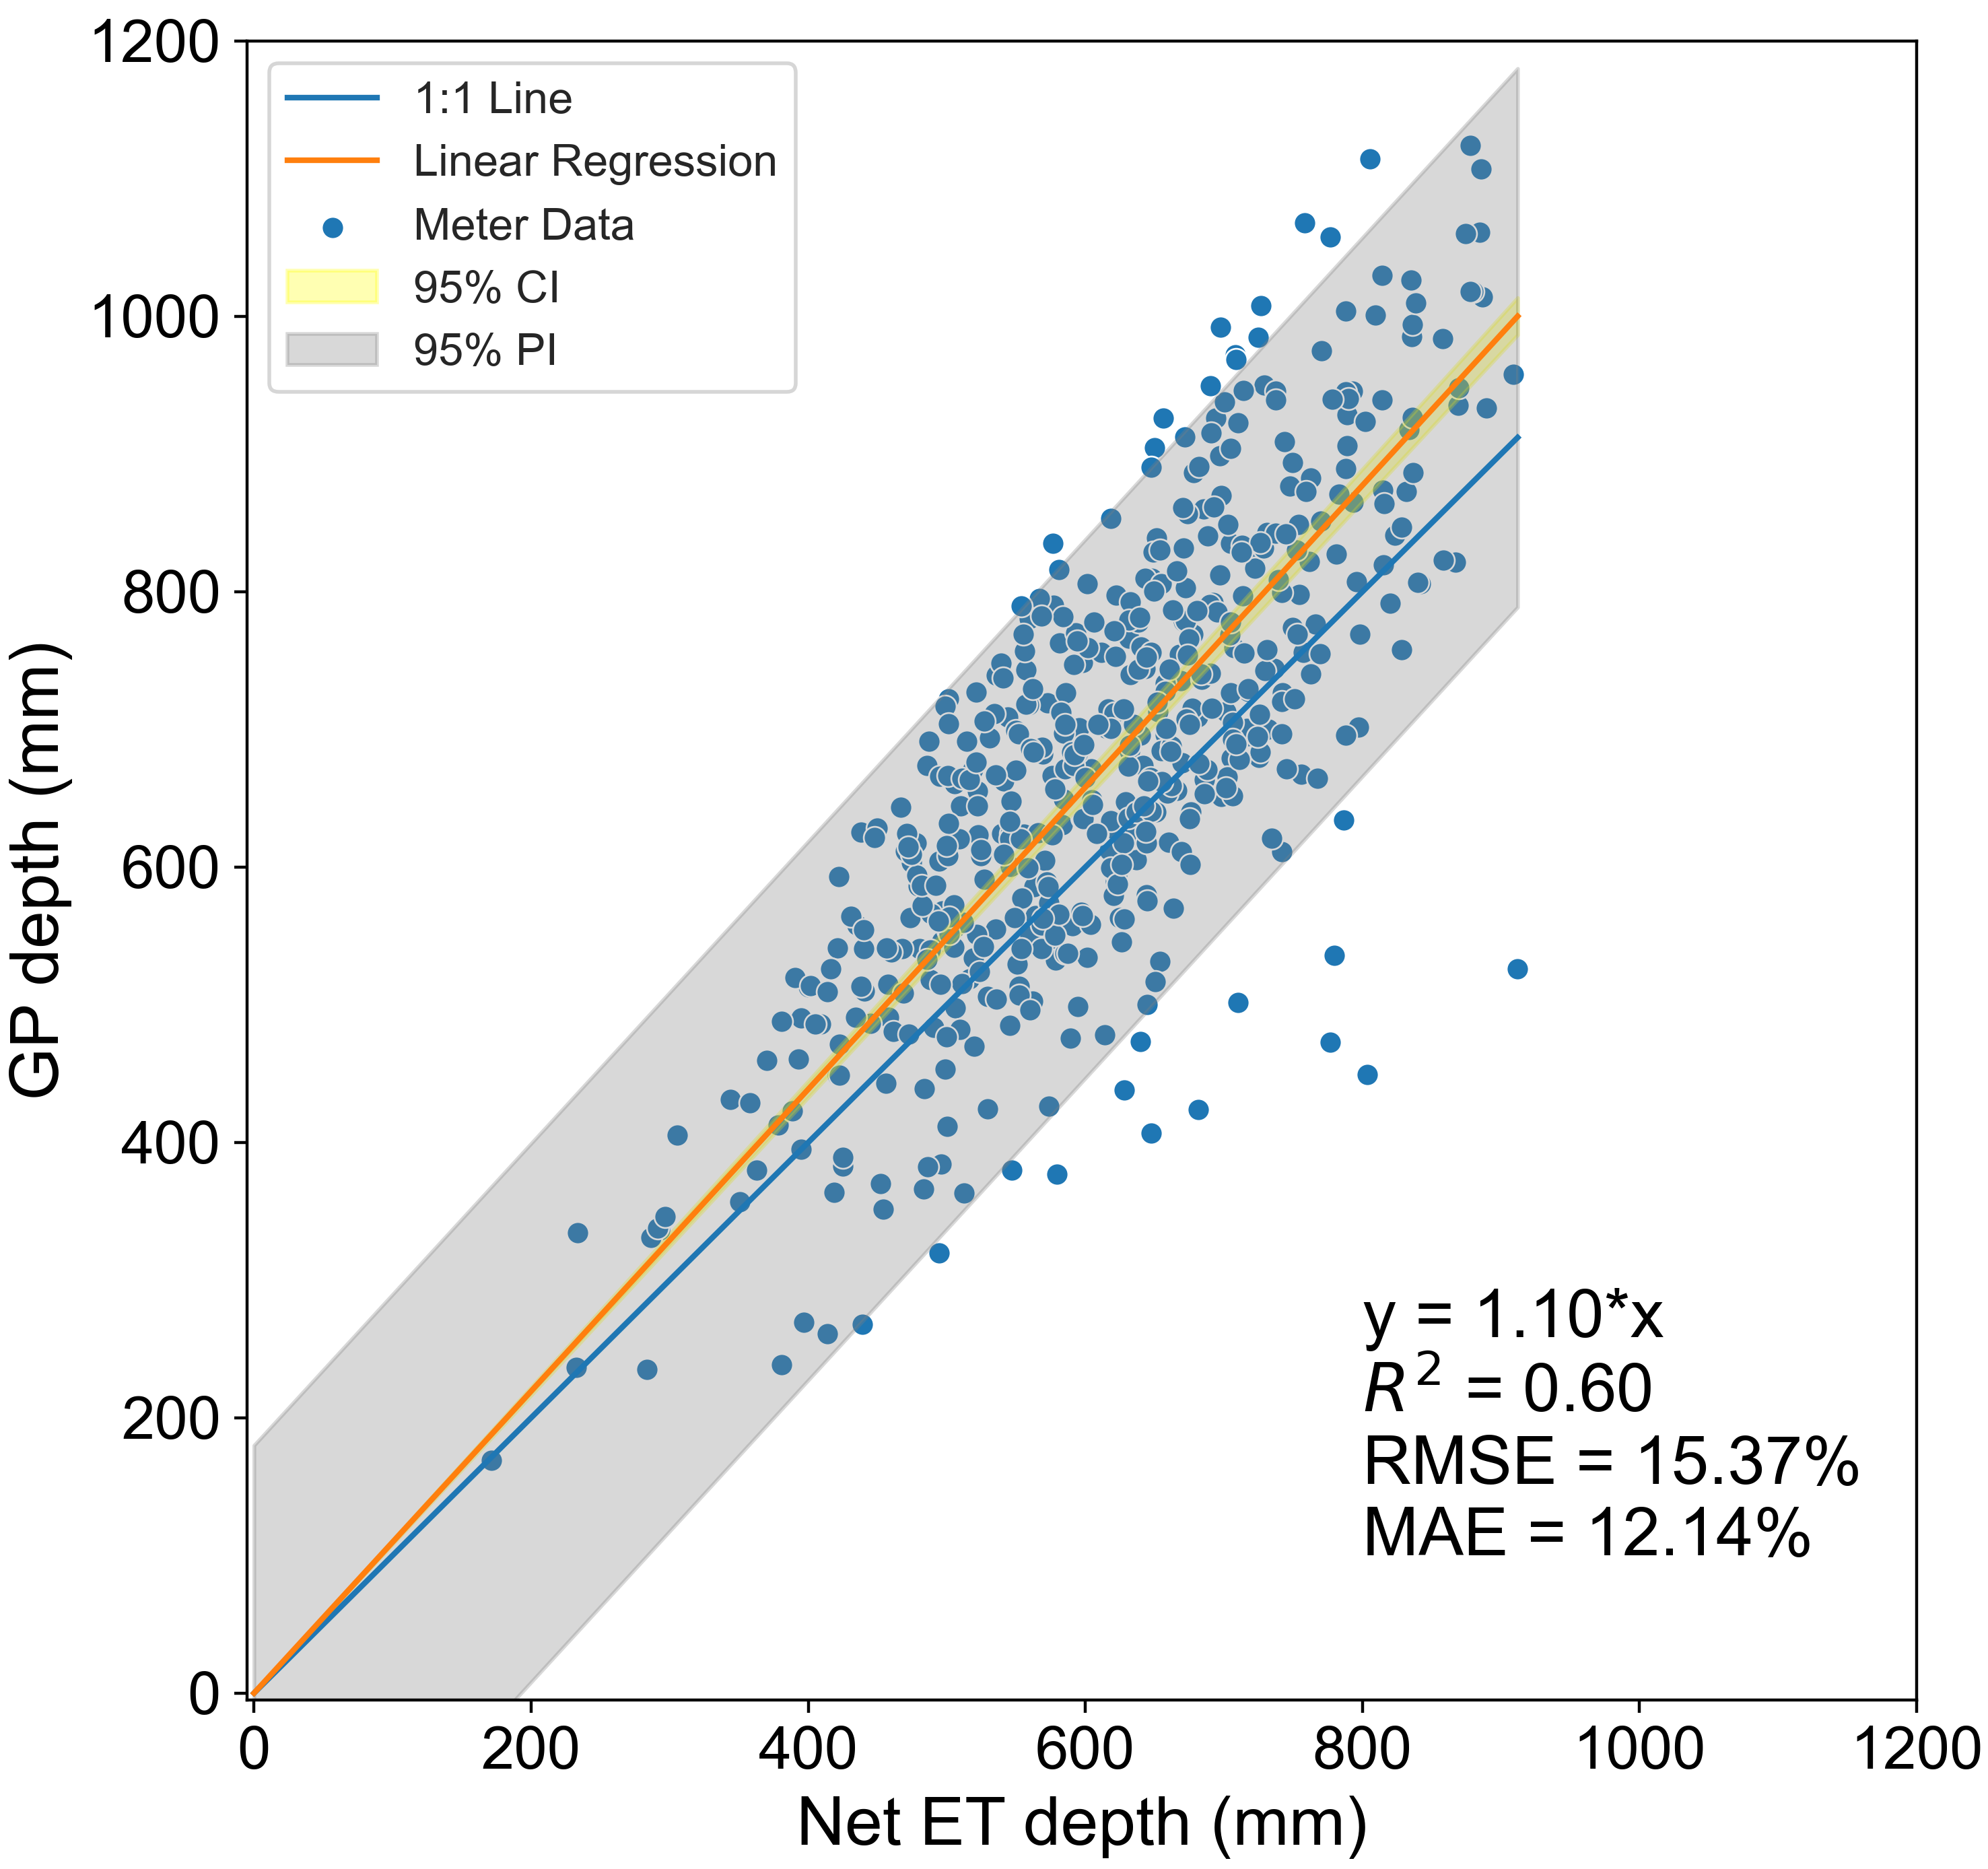 1200
1000
800
600
400
200
0
GP depth (mm)
1:1 Line
Linear Regression
Meter Data
95% CI
95% PI
y = 1.10*x
R² = 0.60
RMSE = 15.37%
MAE = 12.14%
0 200 400 600 800 1000 1200
Net ET depth (mm)